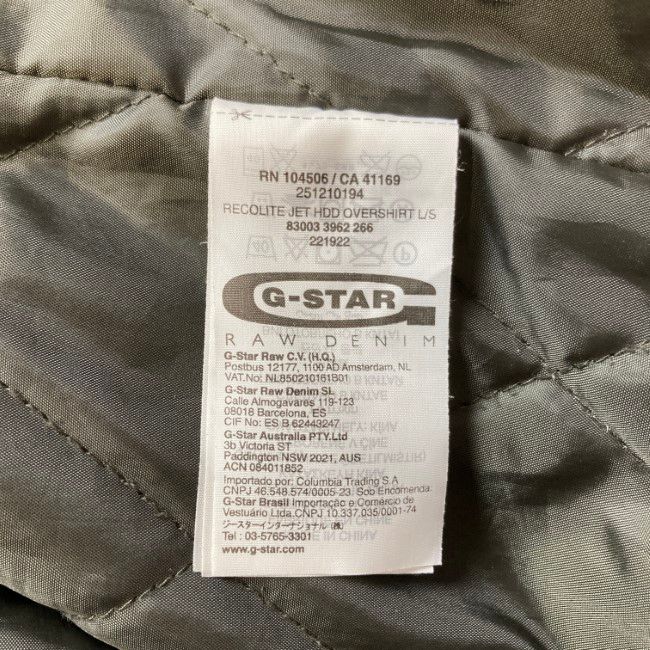 RN 104506 / CA 41169
251210194
RECOLITE JET HDD OVERSHIRT L/S
83003 3962 266
221922
G-STAR
RAW DENIM
G-Star Raw C.V. (H.Q.)
Postbus 12177, 1100 AD Amsterdam, NL
VAT.No: NL850210161B01
G-Star Raw Denim SL
Calle Almogavares 119-123
08018 Barcelona, ES
CIF No: ES B 62443247
G-Star Australia PTY.Ltd
3b Victoria ST
Paddington NSW 2021, AUS
ACN 084011852
Importado por: Columbia Trading S.A
CNPJ 46.548.574/0005-23. Sob Encomenda.
G-Star Brasil Importação e Comércio de
Vestuário Ltda.CNPJ 10.337.035/0001-74
ジースターインターナショナル (株)
Tel : 03-5765-3301
www.g-star.com